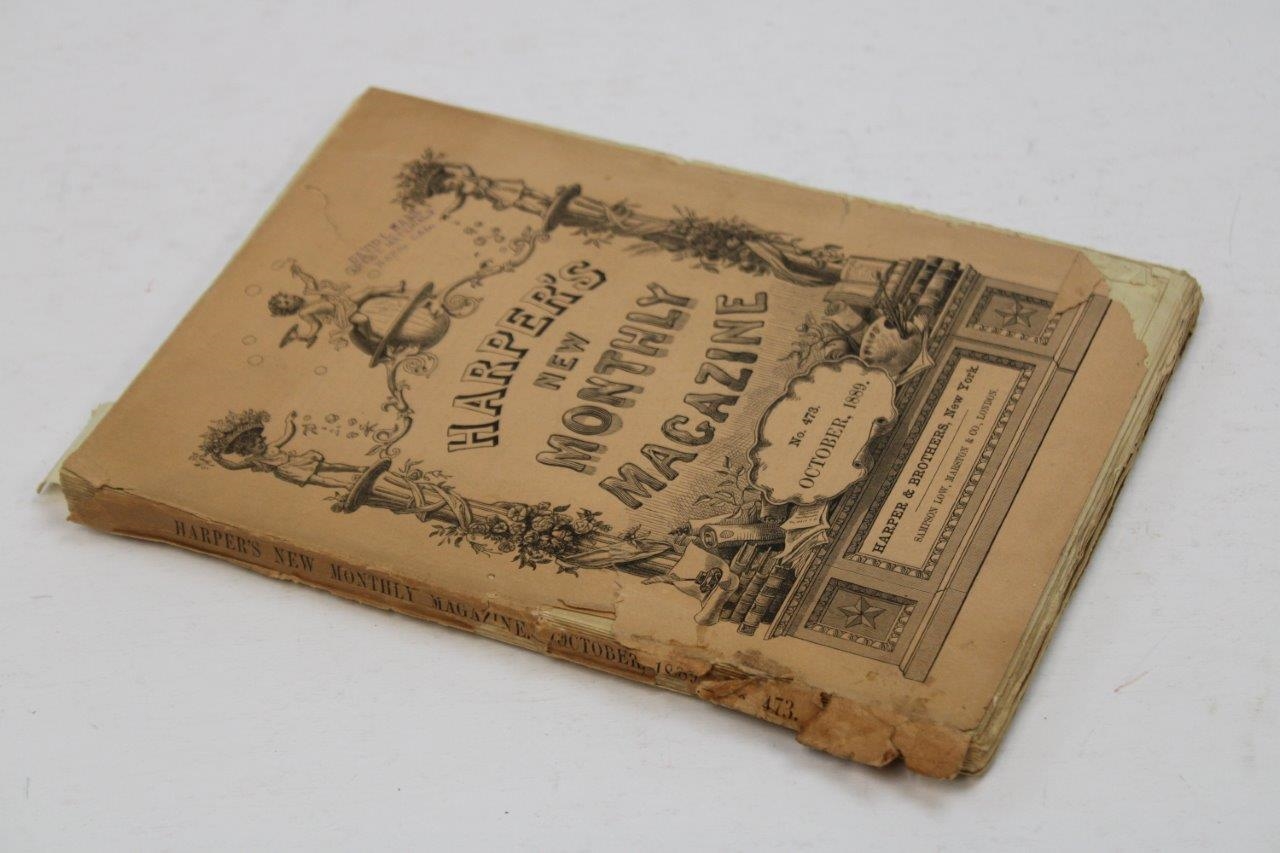 HARPER'S
NEW
MONTHLY
MAGAZINE
No. 473.
OCTOBER, 1889.
HARPER & BROTHERS, New York
SAMPSON LOW, MARSTON & CO, LONDON
HARPER'S NEW MONTHLY MAGAZINE, OCTOBER, 1889 473.